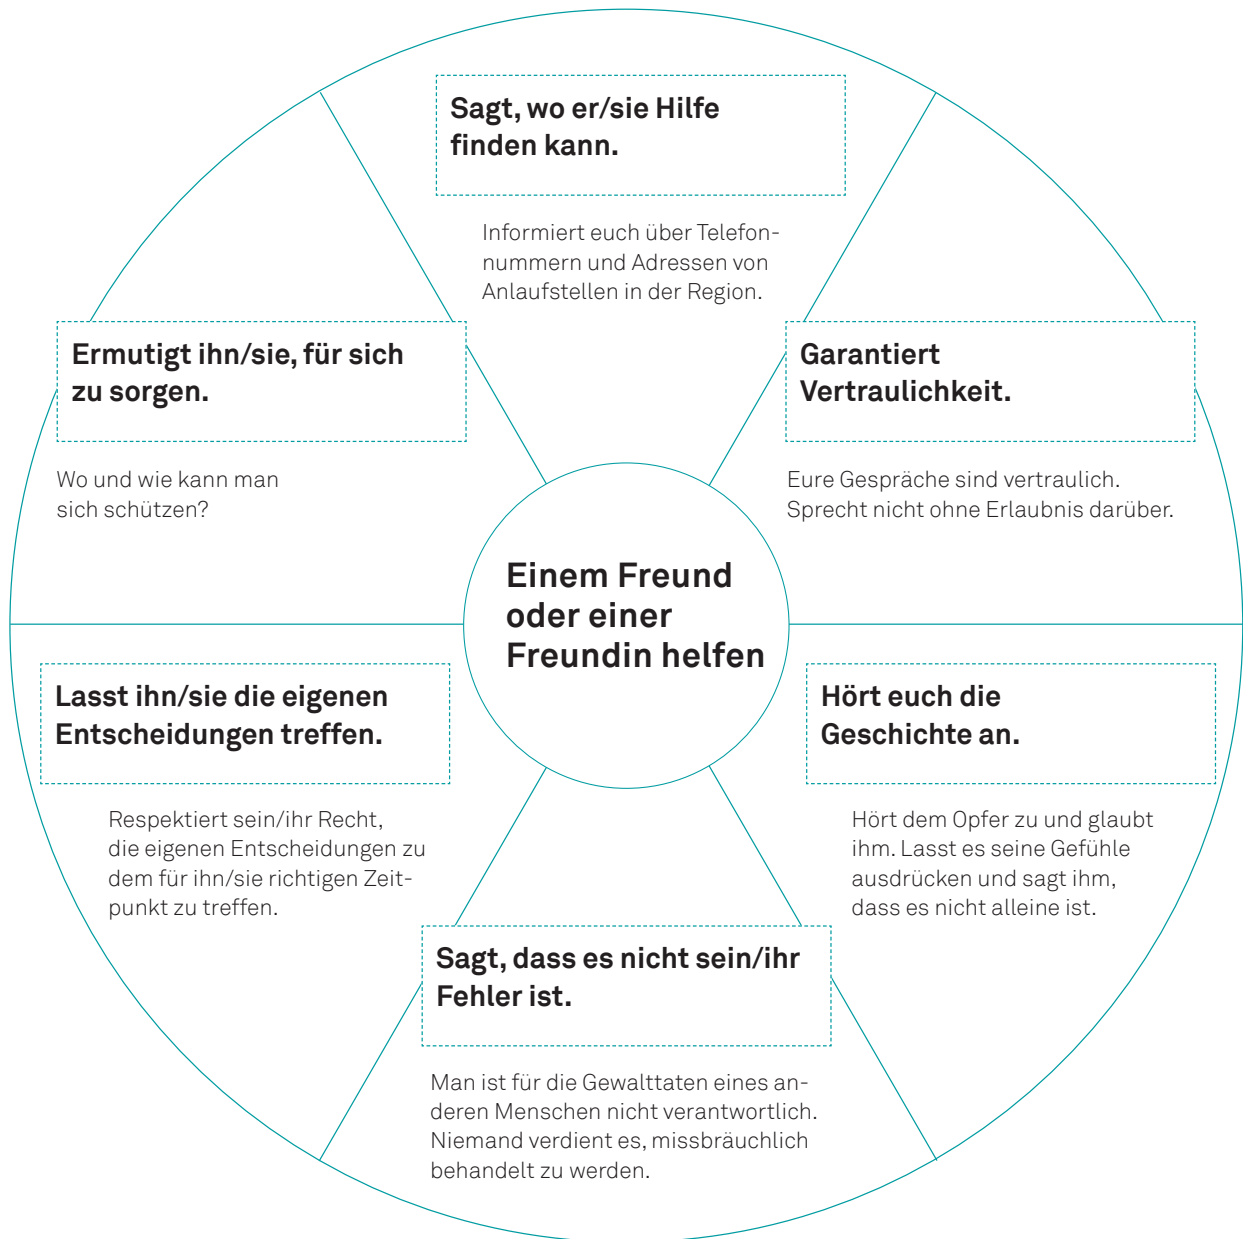 Sagt, wo er/sie Hilfe
finden kann.
Informiert euch über Telefon-
nummern und Adressen von
Anlaufstellen in der Region.
Ermutigt ihn/sie, für sich
zu sorgen.
Wo und wie kann man
sich schützen?
Garantiert
Vertraulichkeit.
Eure Gespräche sind vertraulich.
Sprecht nicht ohne Erlaubnis darüber.
Einem Freund
oder einer
Freundin helfen
Lasst ihn/sie die eigenen
Entscheidungen treffen.
Respektiert sein/ihr Recht,
die eigenen Entscheidungen zu
dem für ihn/sie richtigen Zeit-
punkt zu treffen.
Hört euch die
Geschichte an.
Hört dem Opfer zu und glaubt
ihm. Lasst es seine Gefühle
ausdrücken und sagt ihm,
dass es nicht alleine ist.
Sagt, dass es nicht sein/ihr
Fehler ist.
Man ist für die Gewalttaten eines an-
deren Menschen nicht verantwortlich.
Niemand verdient es, missbräuchlich
behandelt zu werden.